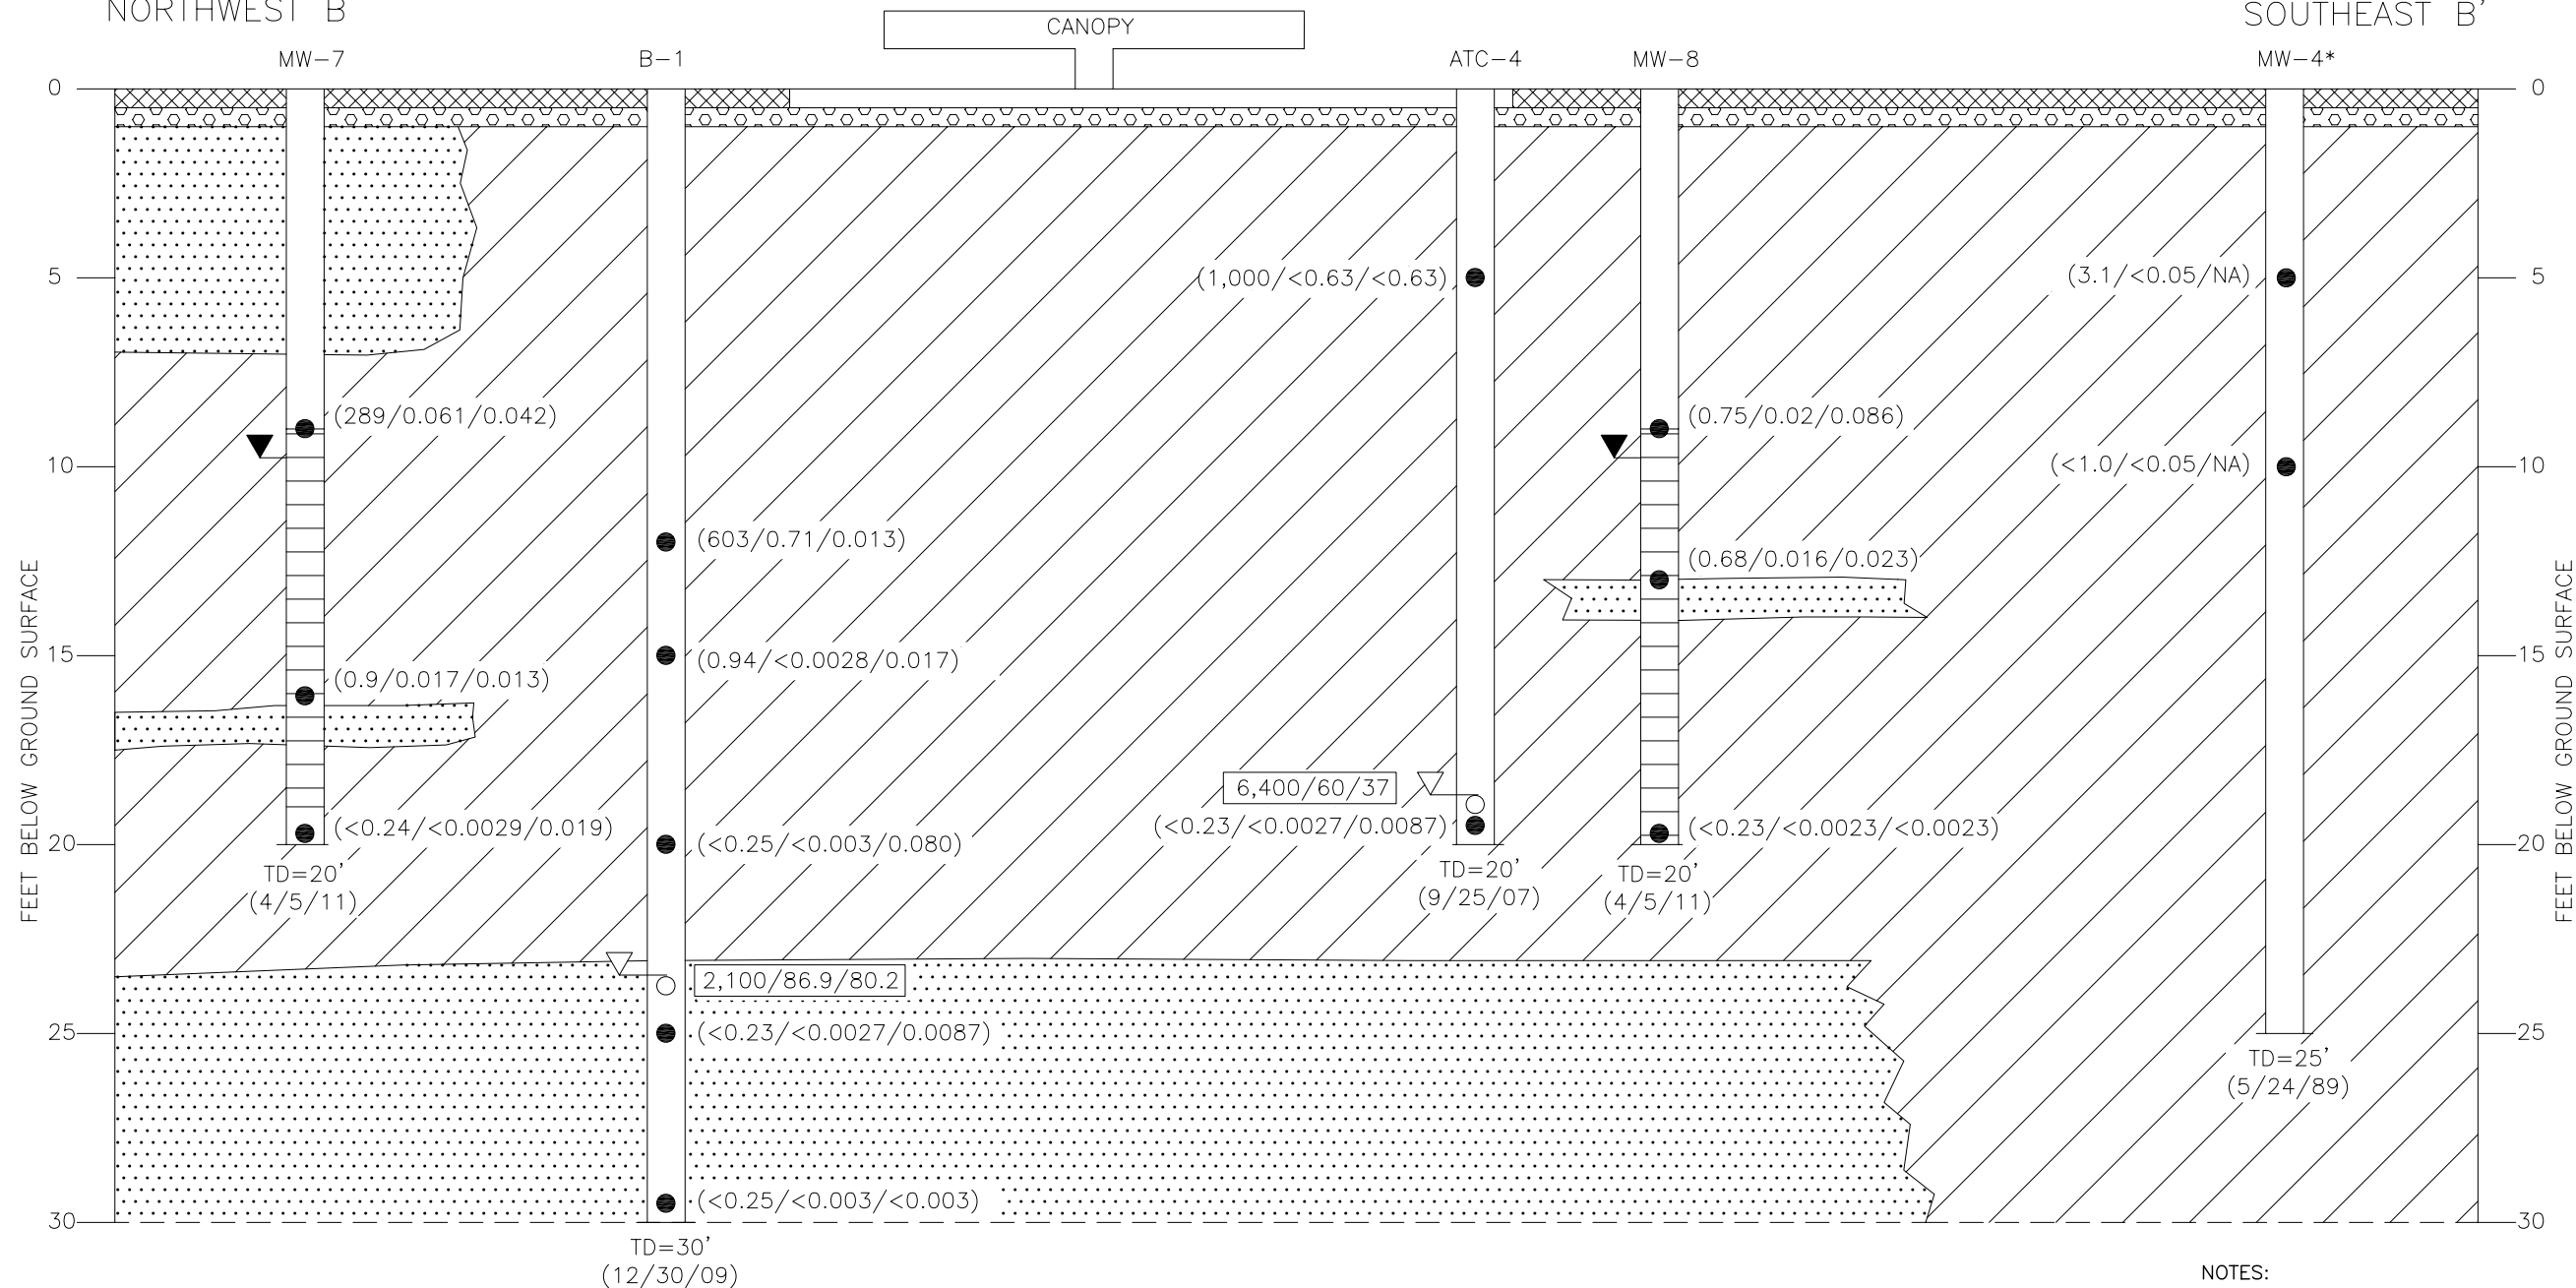 NORTHWEST B
SOUTHEAST B'
CANOPY
MW-7
B-1
ATC-4
MW-8
MW-4*
0
0
5
(1,000/<0.63/<0.63)
(3.1/<0.05/NA)
5
(289/0.061/0.042)
(0.75/0.02/0.086)
10
(<1.0/<0.05/NA)
10
(603/0.71/0.013)
(0.68/0.016/0.023)
15
(0.9/0.017/0.013)
(0.94/<0.0028/0.017)
15
6,400/60/37
(<0.24/<0.0029/0.019)
(<0.23/<0.0027/0.0087)
(<0.23/<0.0023/<0.0023)
20
(<0.25/<0.003/0.080)
20
TD=20'
(4/5/11)
TD=20'
(9/25/07)
TD=20'
(4/5/11)
2,100/86.9/80.2
25
(<0.23/<0.0027/0.0087)
25
TD=25'
(5/24/89)
(<0.25/<0.003/<0.003)
30
30
TD=30'
(12/30/09)
FEET BELOW GROUND SURFACE
FEET BELOW GROUND SURFACE
NOTES: